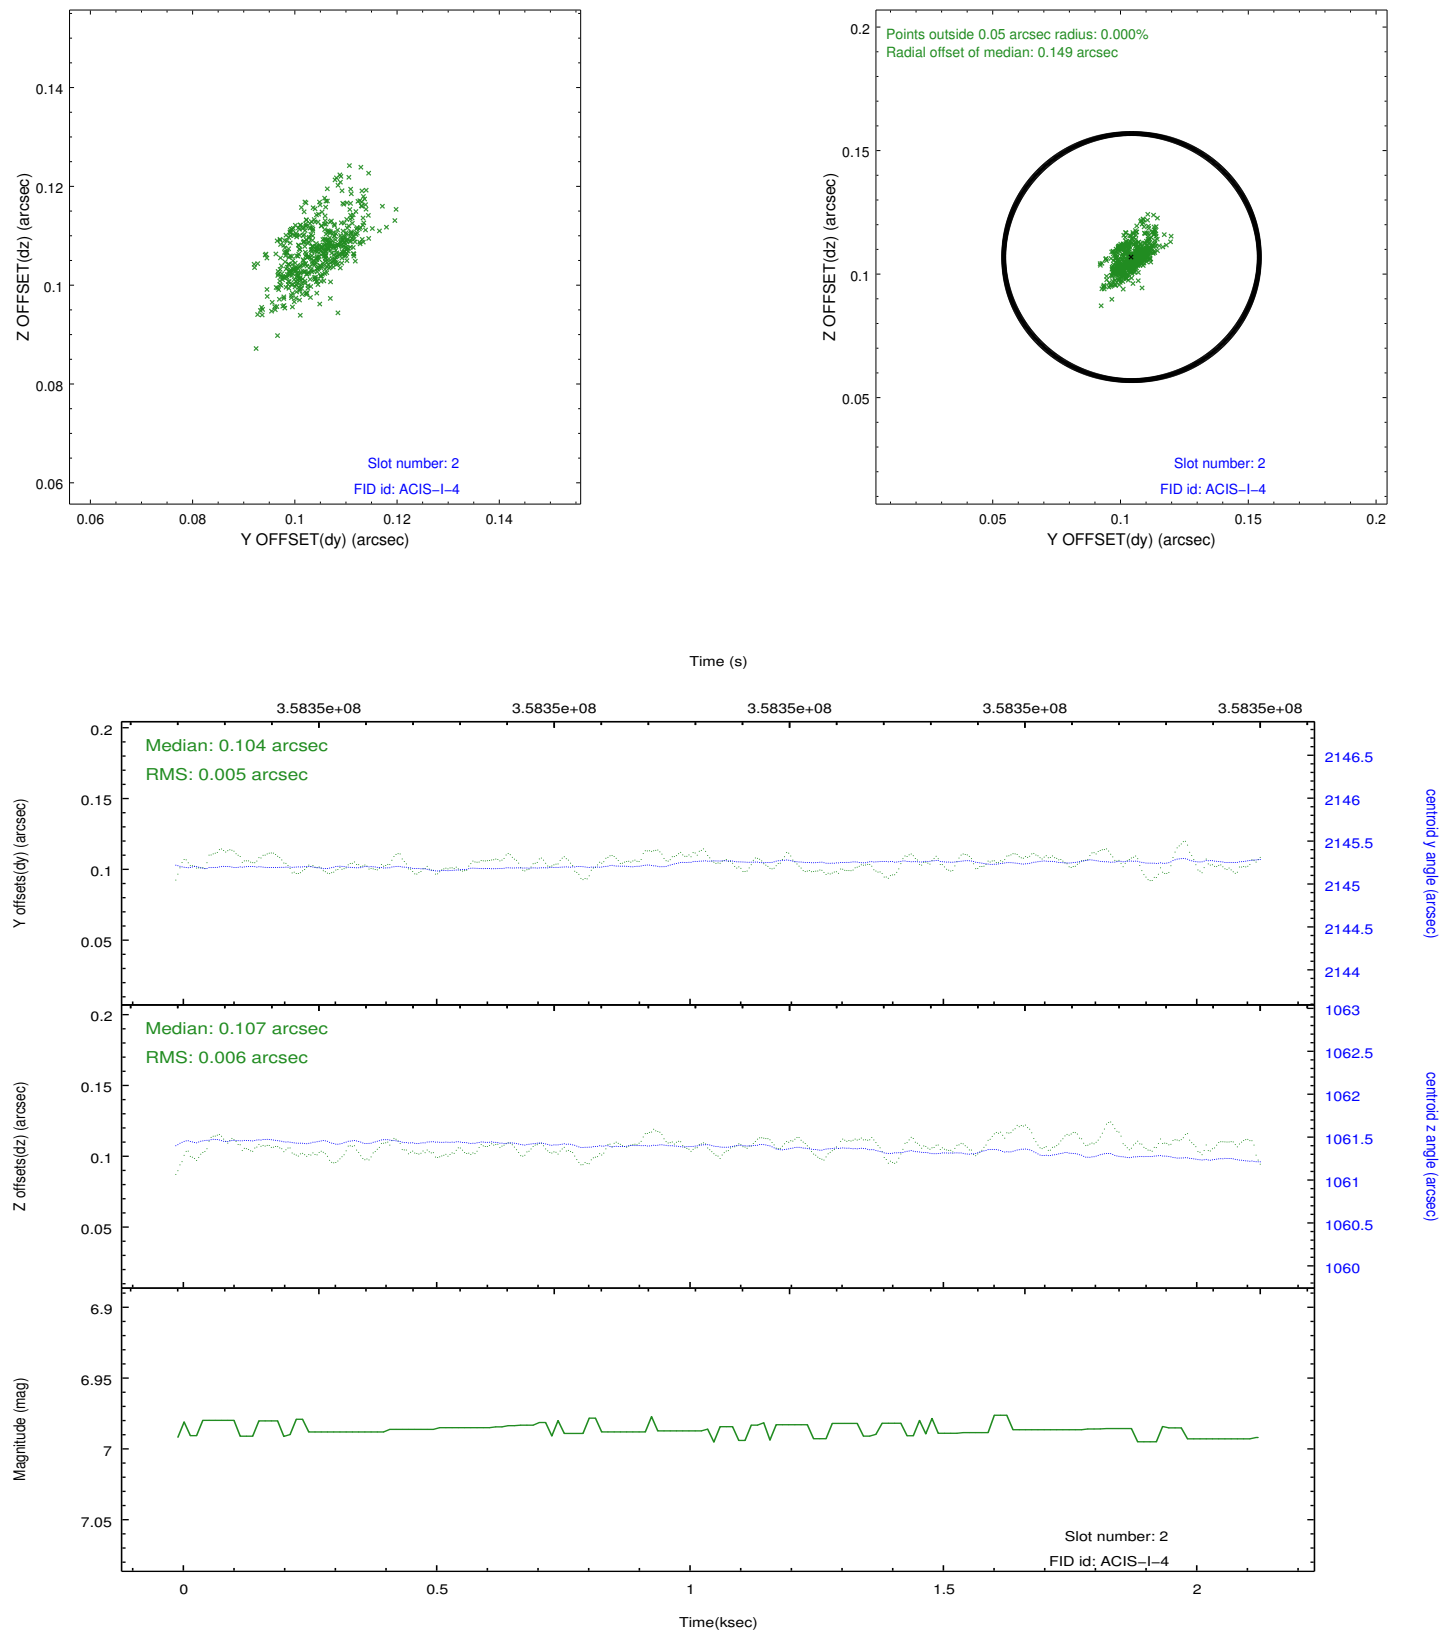 0.14
0.12
0.1
0.08
0.06
Z OFFSET(dz) (arcsec)
0.06 0.08 0.1 0.12 0.14
Y OFFSET(dy) (arcsec)
Slot number: 2
FID id: ACIS−I−4
Points outside 0.05 arcsec radius: 0.000%
Radial offset of median: 0.149 arcsec
0.2
0.15
0.1
0.05
Z OFFSET(dz) (arcsec)
0.05 0.1 0.15 0.2
Y OFFSET(dy) (arcsec)
Slot number: 2
FID id: ACIS−I−4
Time (s)
3.5835e+08 3.5835e+08 3.5835e+08 3.5835e+08 3.5835e+08
Median: 0.104 arcsec
RMS: 0.005 arcsec
0.2
0.15
0.1
0.05
Y offsets(dy) (arcsec)
2146.5
2146
2145.5
2145
2144.5
2144
centroid y angle (arcsec)
Median: 0.107 arcsec
RMS: 0.006 arcsec
0.2
0.15
0.1
0.05
Z offsets(dz) (arcsec)
1063
1062.5
1062
1061.5
1061
1060.5
1060
centroid z angle (arcsec)
6.9
6.95
7
7.05
Magnitude (mag)
Slot number: 2
FID id: ACIS−I−4
0 0.5 1 1.5 2
Time(ksec)